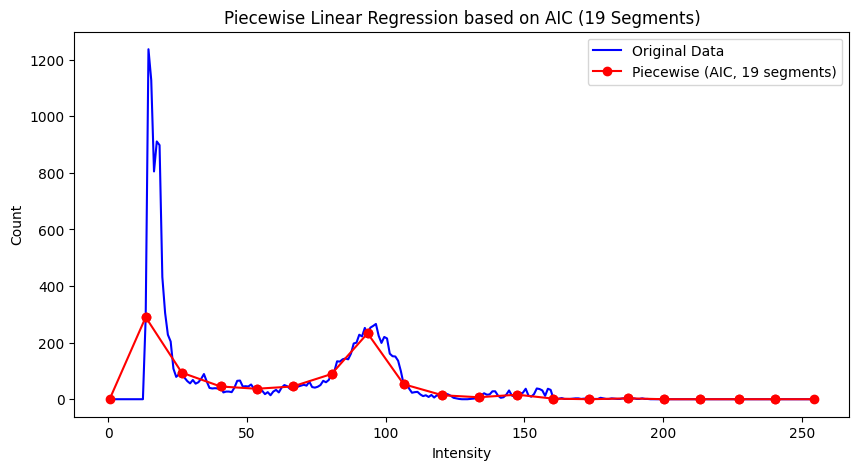 Piecewise Linear Regression based on AIC (19 Segments)
Original Data
Piecewise (AIC, 19 segments)
1200
1000
800
600
400
200
0
Count
0 50 100 150 200 250
Intensity